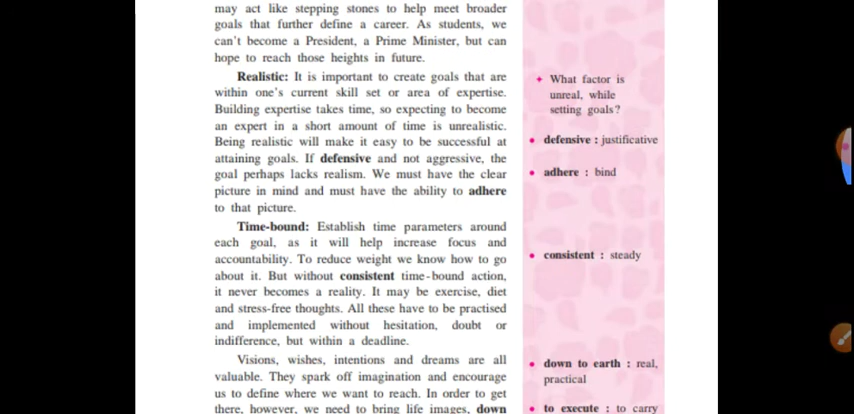 may act like stepping stones to help meet broader
goals that further define a career. As students, we
can't become a President, a Prime Minister, but can
hope to reach those heights in future.
Realistic: It is important to create goals that are
within one's current skill set or area of expertise.
Building expertise takes time, so expecting to become
an expert in a short amount of time is unrealistic.
Being realistic will make it easy to be successful at
attaining goals. If defensive and not aggressive, the
goal perhaps lacks realism. We must have the clear
picture in mind and must have the ability to adhere
to that picture.
Time-bound: Establish time parameters around
each goal, as it will help increase focus and
accountability. To reduce weight we know how to go
about it. But without consistent time-bound action,
it never becomes a reality. It may be exercise, diet
and stress-free thoughts. All these have to be practised
and implemented without hesitation, doubt or
indifference, but within a deadline.
Visions, wishes, intentions and dreams are all
valuable. They spark off imagination and encourage
us to define where we want to reach. In order to get
there, however, we need to bring life images, down
What factor is
unreal, while
setting goals?
defensive : justificative
adhere : bind
consistent : steady
down to earth : real,
practical
to execute : to carry